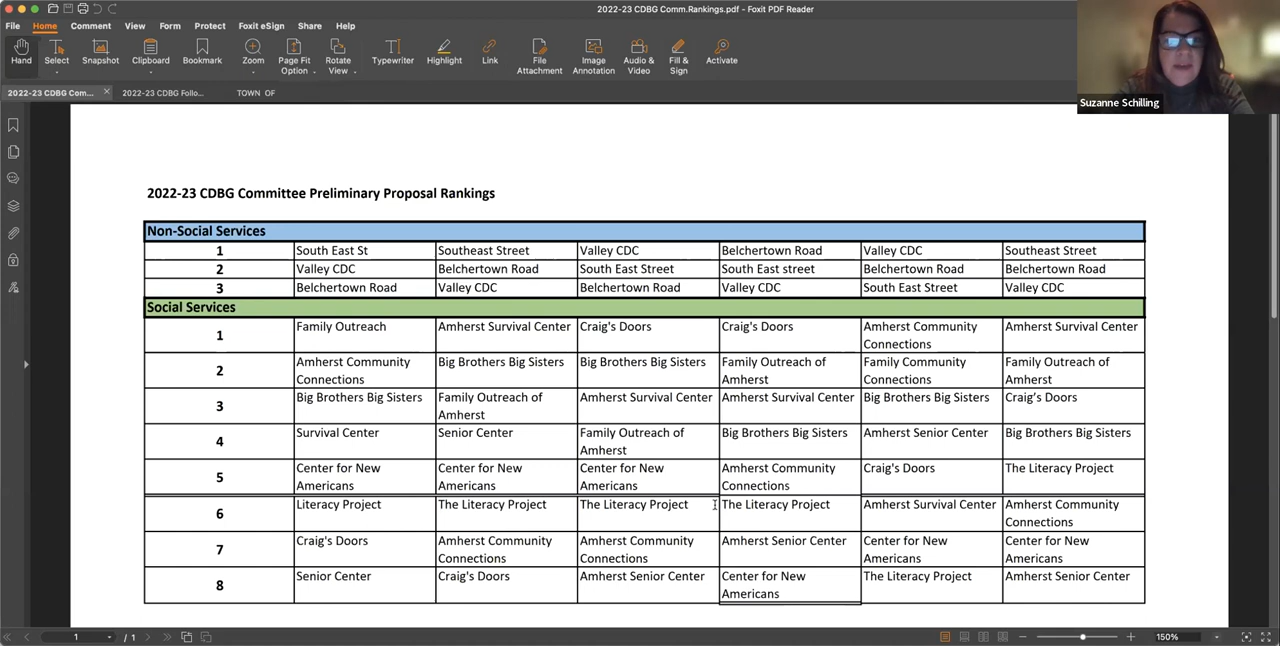 2022-23 CDBG Comm.Rankings.pdf - Foxit PDF Reader
File Home Comment View Form Protect Foxit eSign Share Help
Hand Select Snapshot Clipboard Bookmark Zoom Page Fit Option Rotate View Typewriter Highlight Link File Attachment Image Annotation Audio & Video Fill & Sign Activate
Suzanne Schilling
2022-23 CDBG Com... 2022-23 CDBG Follo... TOWN OF
2022-23 CDBG Committee Preliminary Proposal Rankings
Non-Social Services
1 South East St Southeast Street Valley CDC Belchertown Road Valley CDC Southeast Street
2 Valley CDC Belchertown Road South East Street South East street Belchertown Road Belchertown Road
3 Belchertown Road Valley CDC Belchertown Road Valley CDC South East Street Valley CDC
Social Services
1 Family Outreach Amherst Survival Center Craig's Doors Craig's Doors Amherst Community Connections Amherst Survival Center
2 Amherst Community Connections Big Brothers Big Sisters Big Brothers Big Sisters Family Outreach of Amherst Family Community Connections Family Outreach of Amherst
3 Big Brothers Big Sisters Family Outreach of Amherst Amherst Survival Center Amherst Survival Center Big Brothers Big Sisters Craig's Doors
4 Survival Center Senior Center Family Outreach of Amherst Big Brothers Big Sisters Amherst Senior Center Big Brothers Big Sisters
5 Center for New Americans Center for New Americans Center for New Americans Amherst Community Connections Craig's Doors The Literacy Project
6 Literacy Project The Literacy Project The Literacy Project The Literacy Project Amherst Survival Center Amherst Community Connections
7 Craig's Doors Amherst Community Connections Amherst Community Connections Amherst Senior Center Center for New Americans Center for New Americans
8 Senior Center Craig's Doors Amherst Senior Center Center for New Americans The Literacy Project Amherst Senior Center
1 / 1 150%